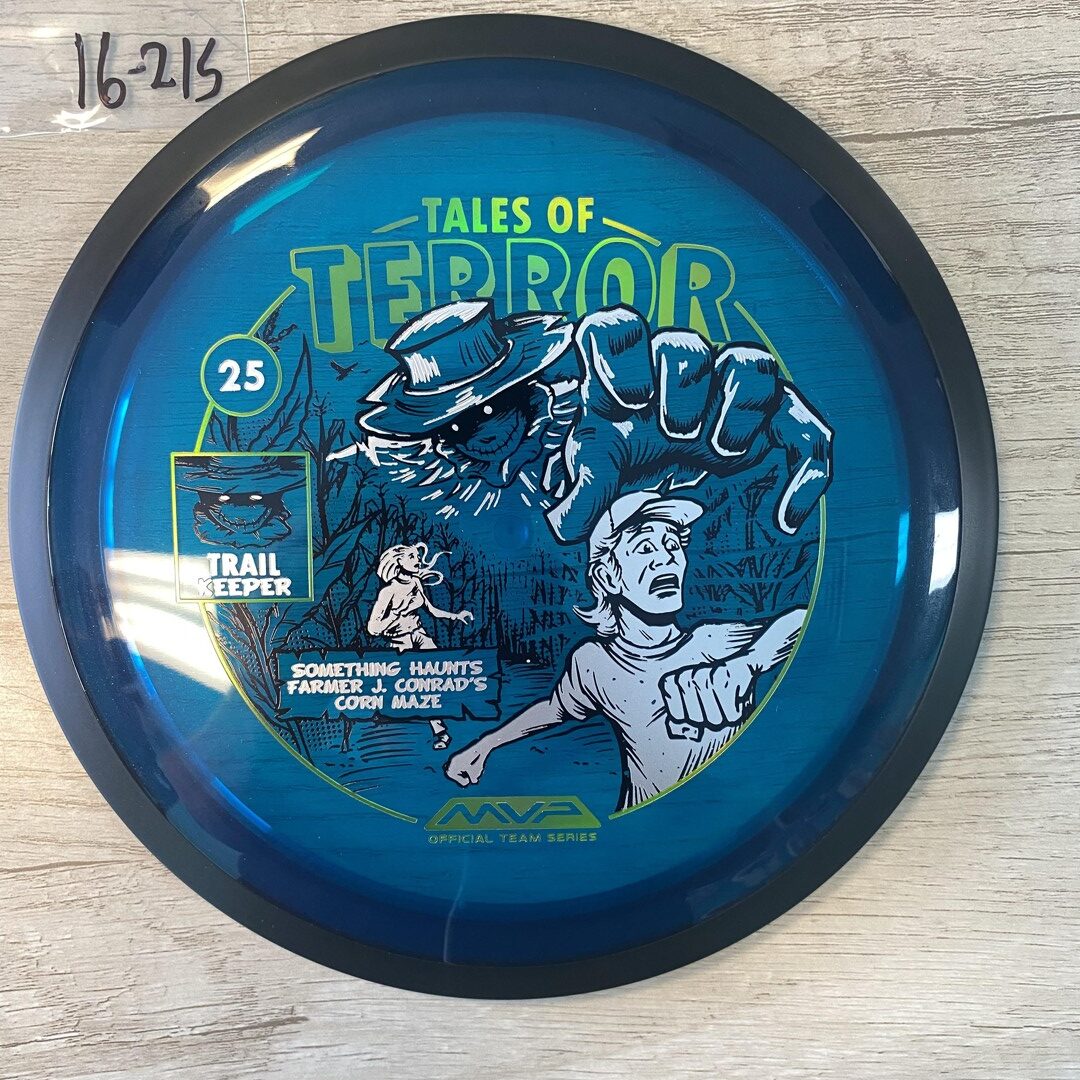 16-215
TALES OF
TERROR
25
TRAIL
KEEPER
SOMETHING HAUNTS
FARMER J. CONRAD'S
CORN MAZE
MVP
OFFICIAL TEAM SERIES